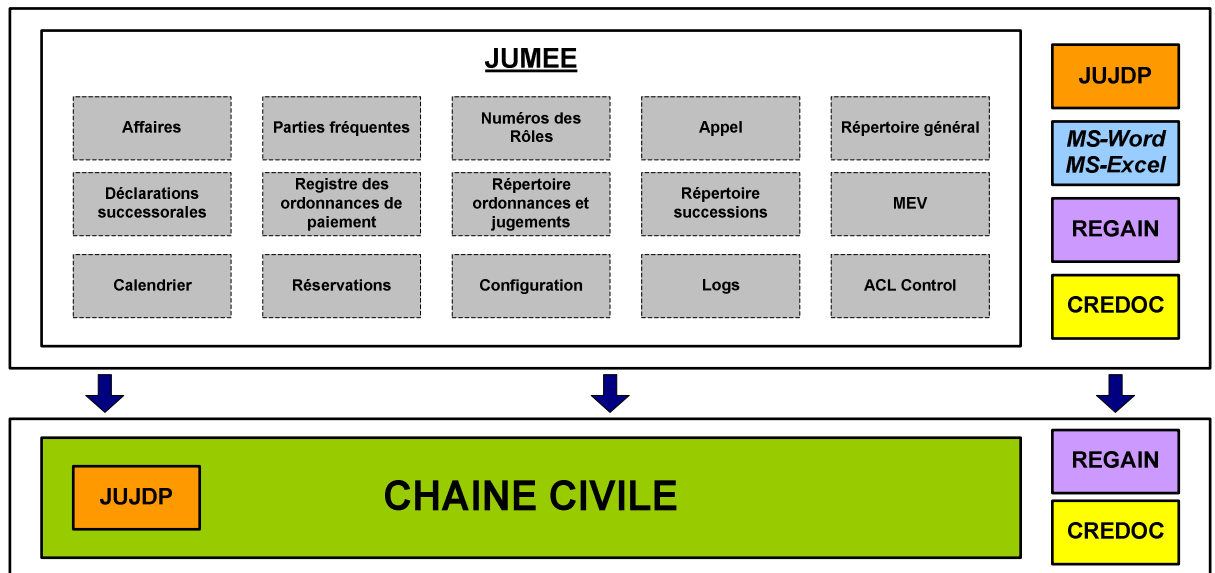 JUMEE
Affaires
Parties fréquentes
Numéros des
Rôles
Appel
Répertoire général
Déclarations
successorales
Registre des
ordonnances de
paiement
Répertoire
ordonnances et
jugements
Répertoire
successions
MEV
Calendrier
Réservations
Configuration
Logs
ACL Control
JUJDP
MS-Word
MS-Excel
REGAIN
CREDOC
JUJDP
CHAINE CIVILE
REGAIN
CREDOC